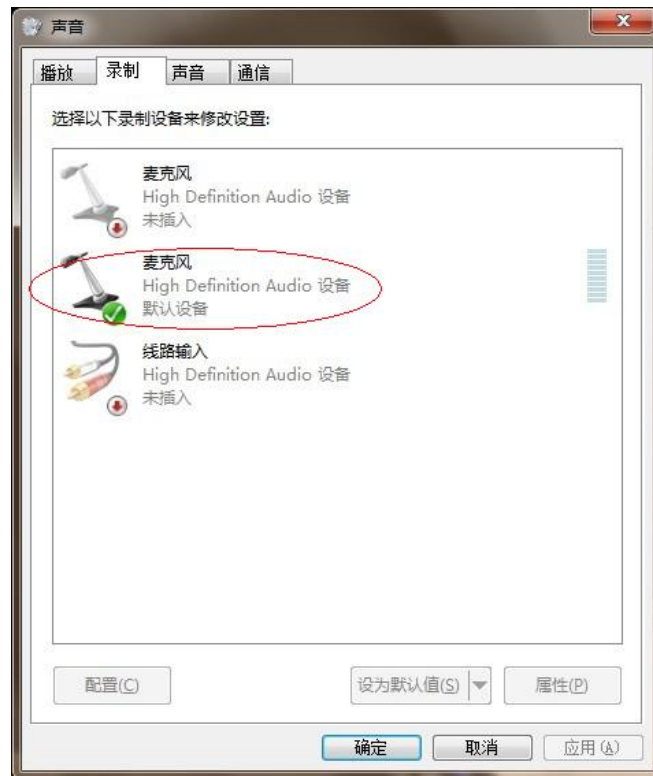 声音
播放
录制
声音
通信
选择以下录制设备来修改设置:
麦克风
High Definition Audio 设备
未插入
麦克风
High Definition Audio 设备
默认设备
线路输入
High Definition Audio 设备
未插入
配置(C)
设为默认值(S)
属性(P)
确定
取消
应用(A)